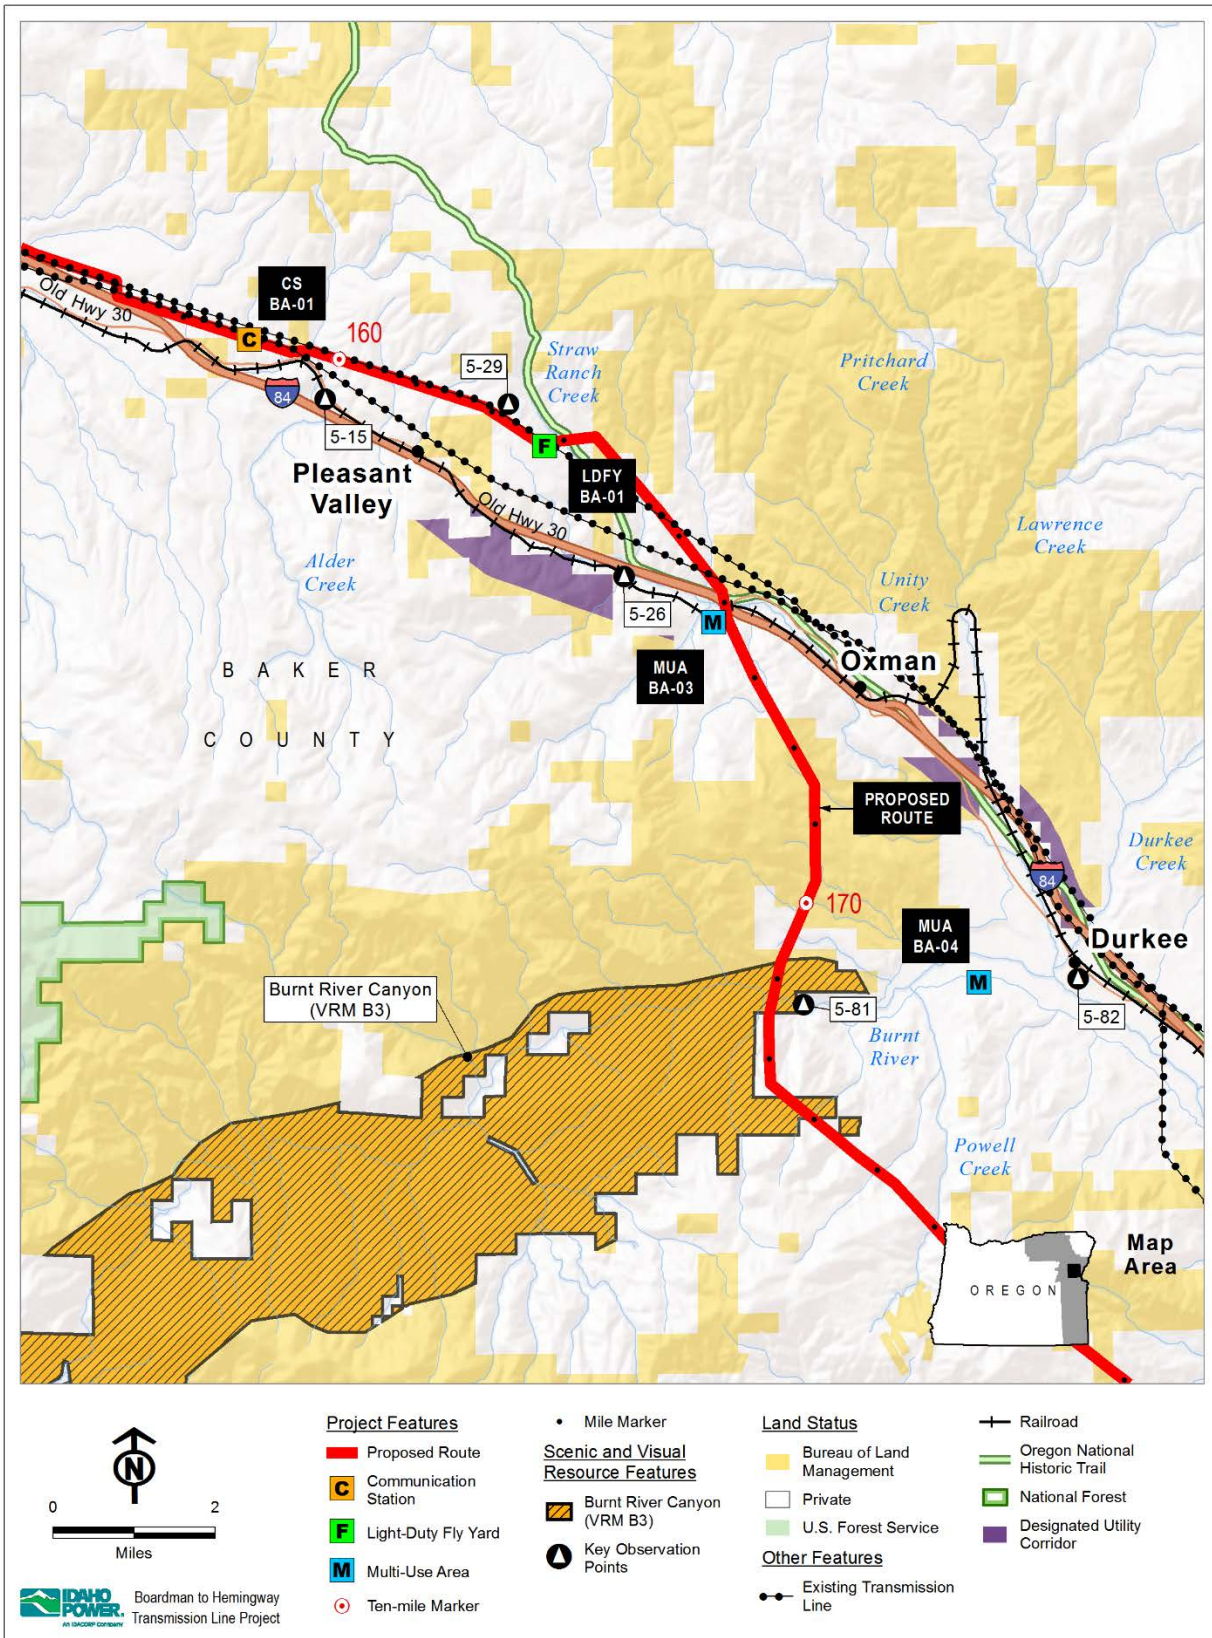 Old Hwy 30
CS
BA-01
160
84
5-15
5-29
Straw
Ranch
Creek
Pritchard
Creek
Pleasant
Valley
F
C
LDFY
BA-01
Old Hwy 30
Lawrence
Creek
Alder
Creek
Unity
Creek
5-26
M
MUA
BA-03
Oxman
BAKER
COUNTY
PROPOSED
ROUTE
Durkee
Creek
84
170
MUA
BA-04
M
Durkee
5-82
Burnt River Canyon
(VRM B3)
5-81
Burnt
River
Powell
Creek
Map
Area
OREGON
N
0 2
Miles
IDAHO
POWER.
AN IDACORP Company
Boardman to Hemingway
Transmission Line Project
Project Features
Proposed Route
C
Communication
Station
F
Light-Duty Fly Yard
M
Multi-Use Area
Ten-mile Marker
Mile Marker
Scenic and Visual
Resource Features
Burnt River Canyon
(VRM B3)
Key Observation
Points
Land Status
Bureau of Land
Management
Private
U.S. Forest Service
Other Features
Existing Transmission
Line
Railroad
Oregon National
Historic Trail
National Forest
Designated Utility
Corridor